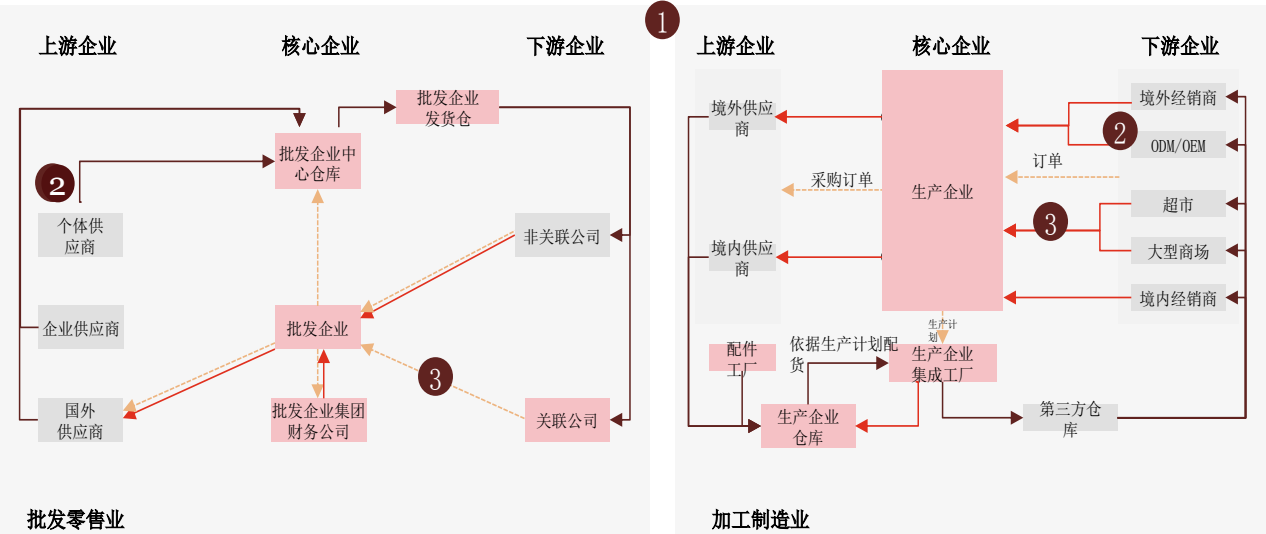 上游企业
核心企业
下游企业
批发企业
发货仓
批发企业中
心仓库
2
个体供
应商
非关联公司
企业供应商
批发企业
3
国外
供应商
批发企业集团
财务公司
关联公司
批发零售业
1
上游企业
核心企业
下游企业
境外供应
商
境外经销商
2
ODM/OEM
订单
采购订单
生产企业
超市
3
境内供应
商
大型商场
境内经销商
生产计
划
配件
工厂
依据生产计划配
货
生产企业
集成工厂
生产企业
仓库
第三方仓
库
加工制造业